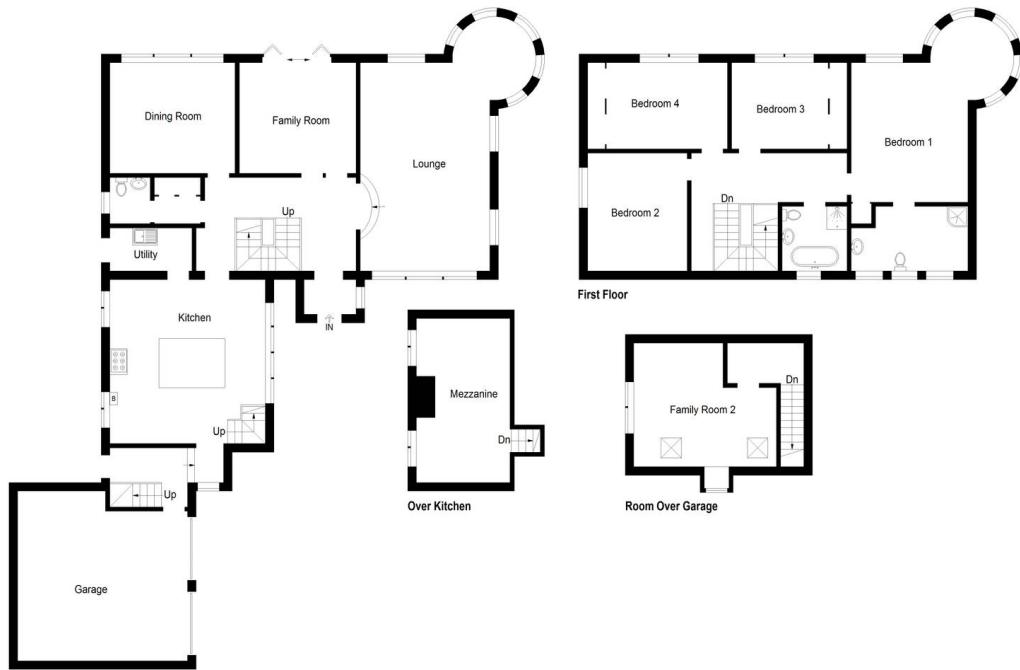 Dining Room
Family Room
Lounge
Up
Utility
Kitchen
IN
B
Up
Up
Garage
Mezzanine
Dn
Over Kitchen
Bedroom 4
Bedroom 3
Bedroom 1
Bedroom 2
Dn
First Floor
Family Room 2
Dn
Room Over Garage